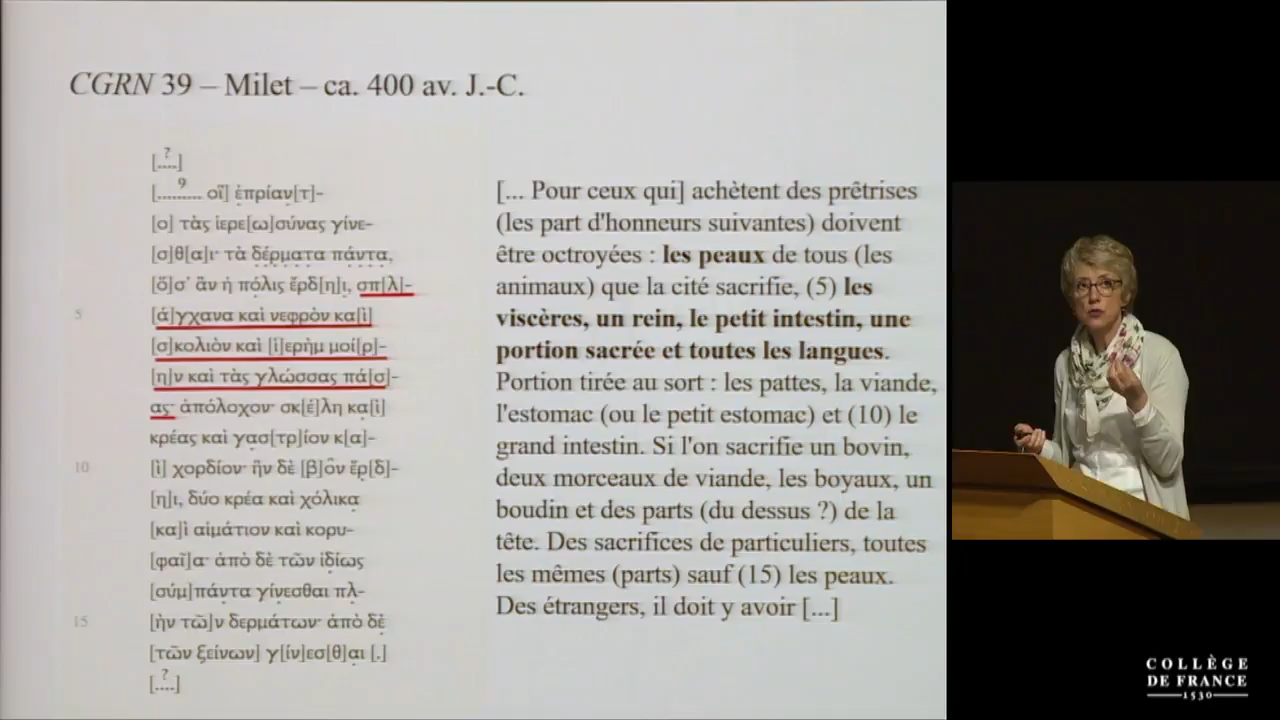 CGRN 39 – Milet – ca. 400 av. J.-C.
?
[....]
9
[......... οἳ] ἐπρίαν[τ]-
[ο] τὰς ἱερε[ω]σύνας γίνε-
[σ]θ[α]ι· τὰ δέρματα πάντα,
[ὅ]σ' ἂν ἡ πόλις ἔρδ[η]ι, σπ[λ]-
5
[ά]γχανα καὶ νεφρὸν κα[ὶ]
[σ]κολιὸν καὶ [ἱ]ερὴμ μοί[ρ]-
[η]ν καὶ τὰς γλώσσας πά[σ]-
ας· ἀπόλοχον· σκ[έ]λη κα[ὶ]
κρέας καὶ γασ[τρ]ίον κ[α]-
10
[ὶ] χορδίον· ἢν δὲ [β]ο͂ν ἔρ[δ]-
[η]ι, δύο κρέα καὶ χόλικα
[κα]ὶ αἱμάτιον καὶ κορυ-
[φαῖ]α· ἀπὸ δὲ τῶν ἰδίως
[σύμ]πάντα γίνεσθαι πλ-
15
[ὴν τῶ]ν δερμάτων· ἀπὸ δὲ
[τῶν ξείνων] γ[ίν]εσ[θ]αι [.]
?
[....]
[... Pour ceux qui] achètent des prêtrises
(les part d'honneurs suivantes) doivent
être octroyées : les peaux de tous (les
animaux) que la cité sacrifie, (5) les
viscères, un rein, le petit intestin, une
portion sacrée et toutes les langues.
Portion tirée au sort : les pattes, la viande,
l'estomac (ou le petit estomac) et (10) le
grand intestin. Si l'on sacrifie un bovin,
deux morceaux de viande, les boyaux, un
boudin et des parts (du dessus ?) de la
tête. Des sacrifices de particuliers, toutes
les mêmes (parts) sauf (15) les peaux.
Des étrangers, il doit y avoir [...]
COLLÈGE
DE FRANCE
1530